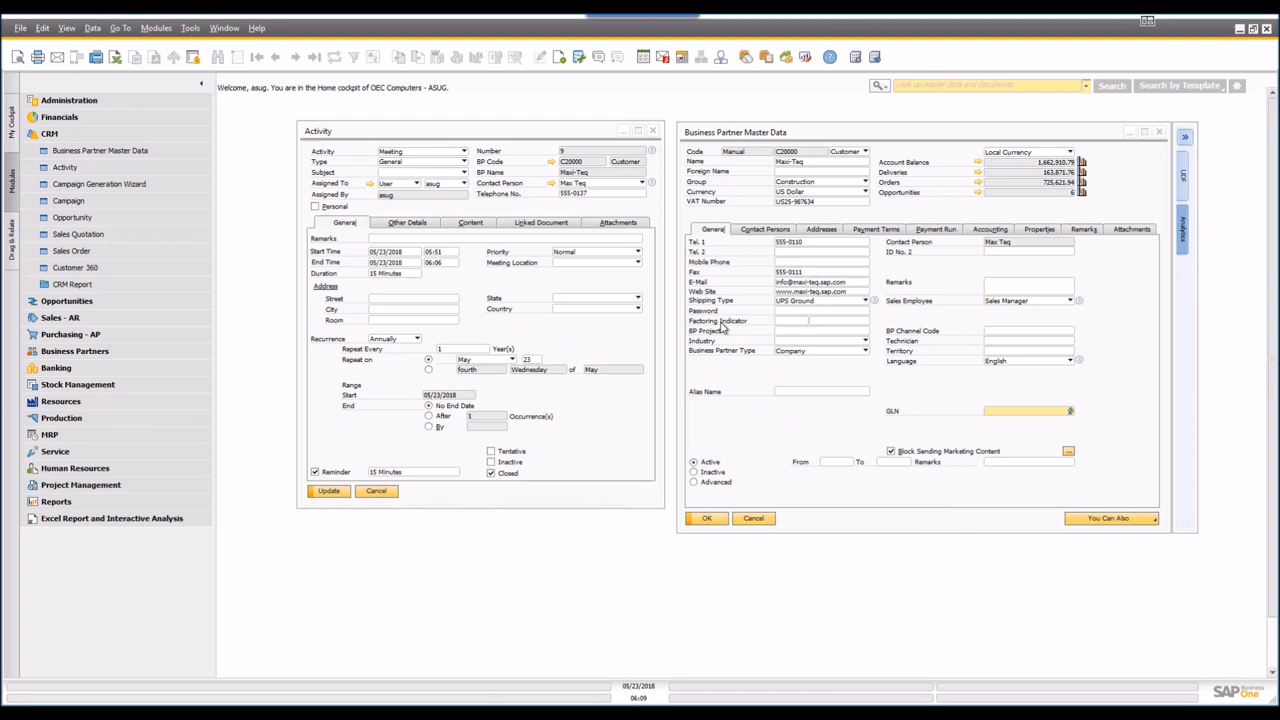 File Edit View Data Go To Modules Tools Window Help
Welcome, asug. You are in the Home cockpit of OEC Computers - ASUG.
Look up master data and documents
Search
Search by Template
My Cockpit
Modules
Drag & Relate
Administration
Financials
CRM
Business Partner Master Data
Activity
Campaign Generation Wizard
Campaign
Opportunity
Sales Quotation
Sales Order
Customer 360
CRM Report
Opportunities
Sales - AR
Purchasing - AP
Business Partners
Banking
Stock Management
Resources
Production
MRP
Service
Human Resources
Project Management
Reports
Excel Report and Interactive Analysis
Activity
Activity Meeting Number 9
Type General BP Code C20000 Customer
Subject BP Name Maxi-Teq
Assigned To User asug Contact Person Max Teq
Assigned By asug Telephone No. 555-0137
Personal
General Other Details Content Linked Document Attachments
Remarks
Start Time 05/23/2018 05:51 Priority Normal
End Time 05/23/2018 06:06 Meeting Location
Duration 15 Minutes
Address
Street State
City Country
Room
Recurrence Annually
Repeat Every 1 Year(s)
Repeat on May 23
fourth Wednesday of May
Range
Start 05/23/2018
End No End Date
After 1 Occurrence(s)
By
Tentative
Inactive
Reminder 15 Minutes Closed
Update Cancel
Business Partner Master Data
Code Manual C20000 Customer Local Currency
Name Maxi-Teq Account Balance 1,662,910.79
Foreign Name Deliveries 163,871.76
Group Construction Orders 725,621.94
Currency US Dollar Opportunities 6
VAT Number US25-987634
General Contact Persons Addresses Payment Terms Payment Run Accounting Properties Remarks Attachments
Tel. 1 555-0110 Contact Person Max Teq
Tel. 2 ID No. 2
Mobile Phone
Fax 555-0111
E-Mail info@maxi-teq.sap.com Remarks
Web Site www.maxi-teq.sap.com
Shipping Type UPS Ground Sales Employee Sales Manager
Password
Factoring Indicator
BP Project BP Channel Code
Industry Technician
Business Partner Type Company Territory
Language English
Alias Name
GLN
Block Sending Marketing Content ...
Active From To Remarks
Inactive
Advanced
OK Cancel You Can Also
UDF
Analytics
05/23/2018
06:09
SAP Business One